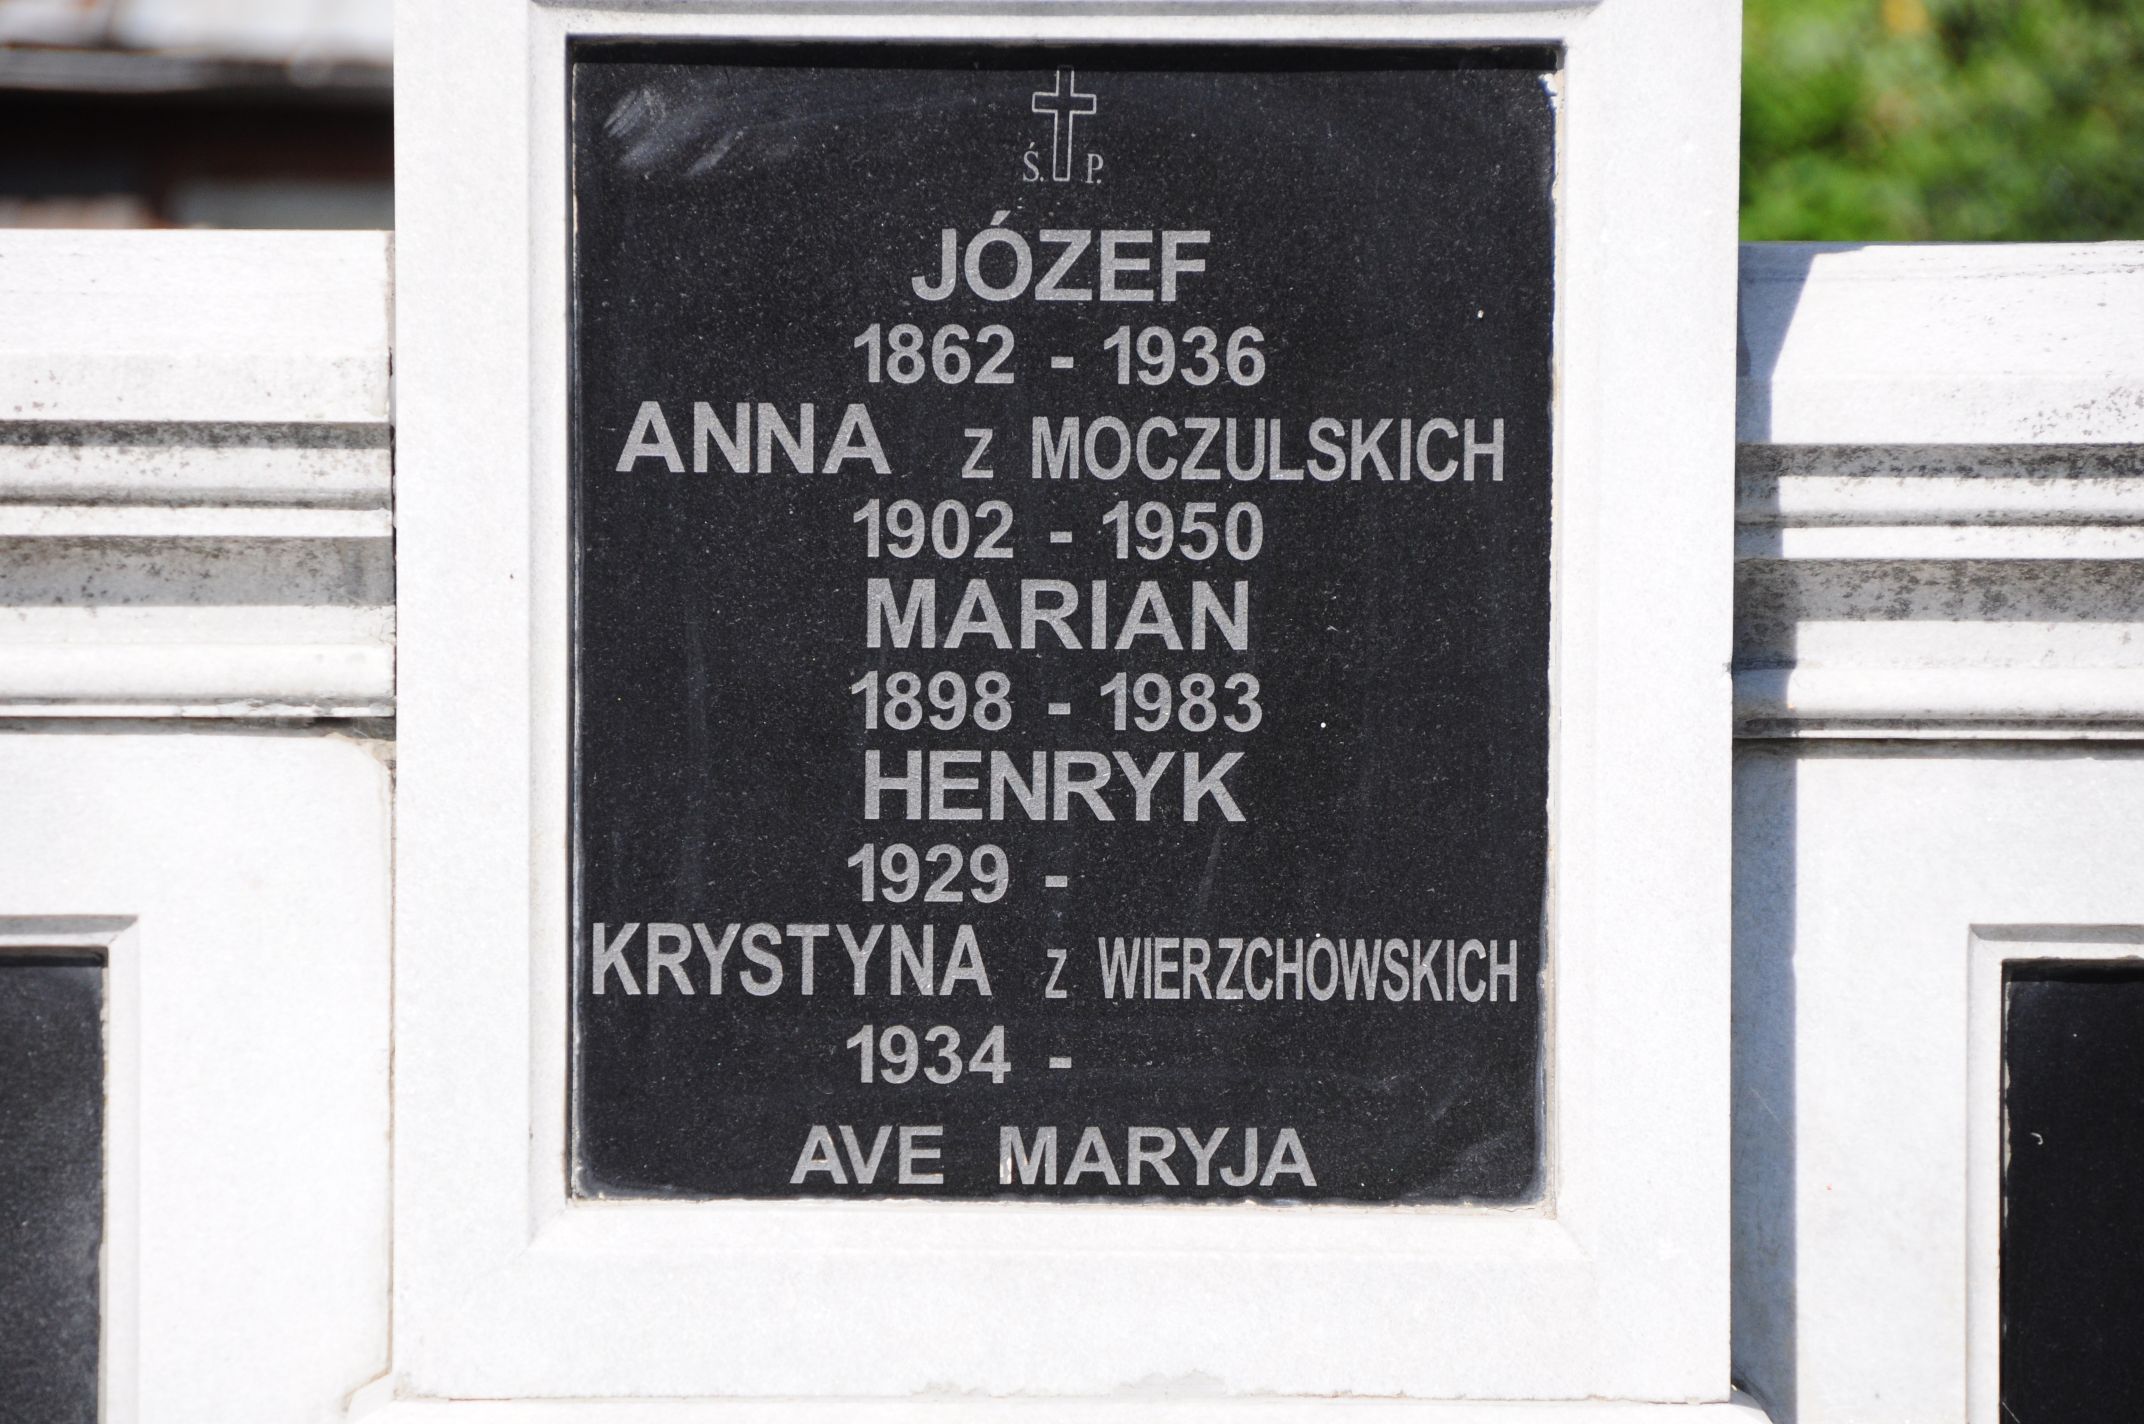 Ś. P.
JÓZEF
1862 - 1936
ANNA z MOCZULSKICH
1902 - 1950
MARIAN
1898 - 1983
HENRYK
1929 -
KRYSTYNA z WIERZCHOWSKICH
1934 -
AVE MARYJA